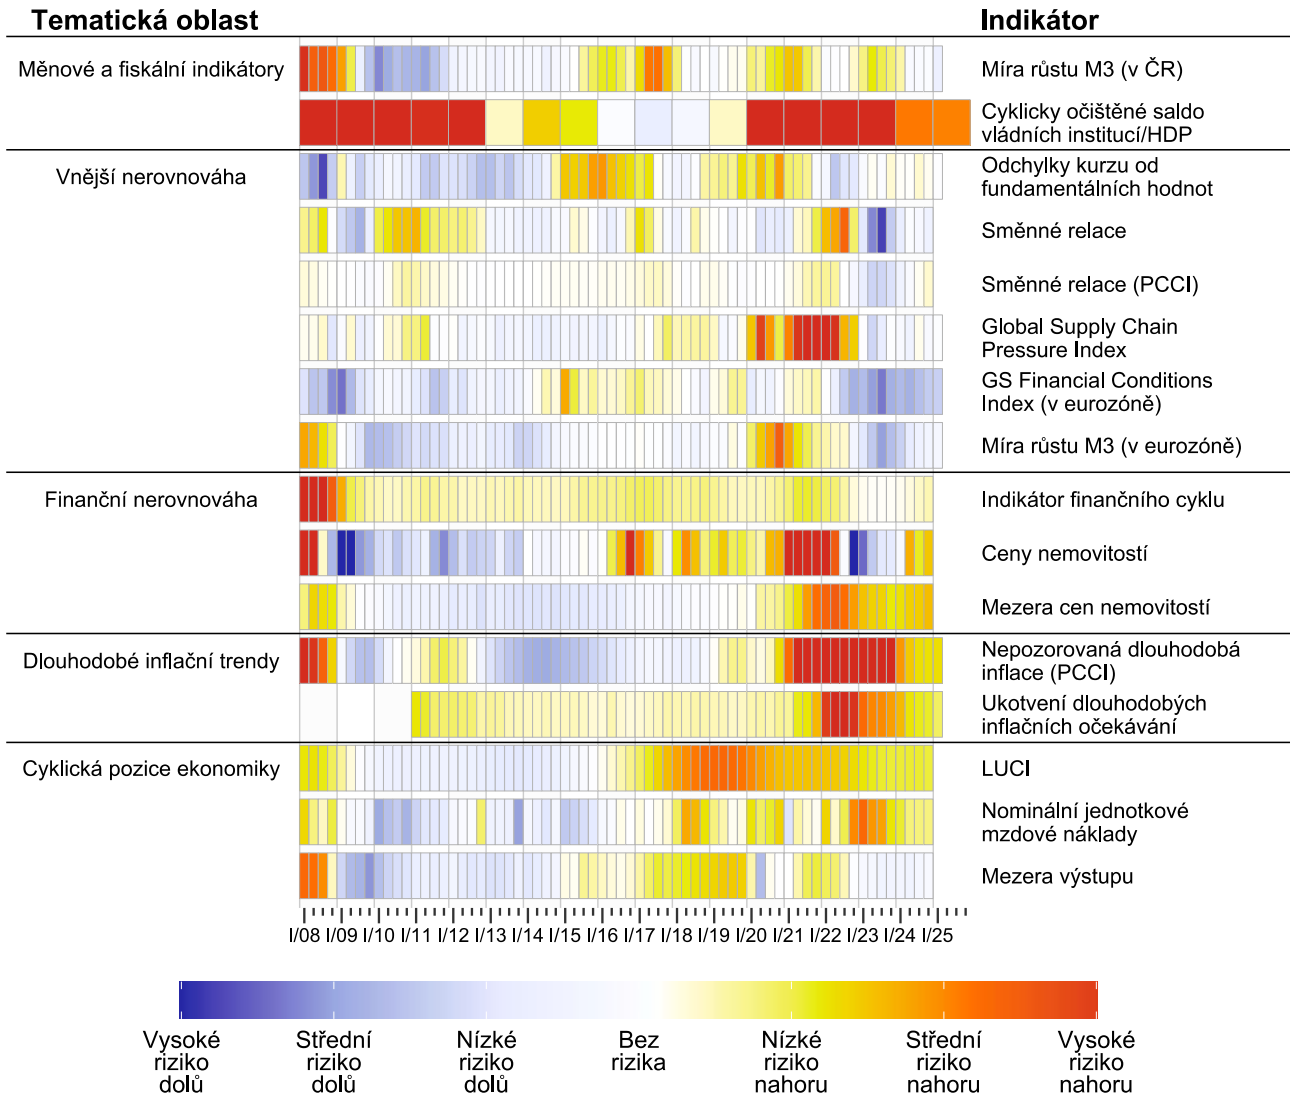 Tematická oblast
Indikátor
Měnové a fiskální indikátory
Míra růstu M3 (v ČR)
Cyklicky očištěné saldo
vládních institucí/HDP
Vnější nerovnováha
Odchylky kurzu od
fundamentálních hodnot
Směnné relace
Směnné relace (PCCI)
Global Supply Chain
Pressure Index
GS Financial Conditions
Index (v eurozóně)
Míra růstu M3 (v eurozóně)
Finanční nerovnováha
Indikátor finančního cyklu
Ceny nemovitostí
Mezera cen nemovitostí
Dlouhodobé inflační trendy
Nepozorovaná dlouhodobá
inflace (PCCI)
Ukotvení dlouhodobých
inflačních očekávání
Cyklická pozice ekonomiky
LUCI
Nominální jednotkové
mzdové náklady
Mezera výstupu
I/08 I/09 I/10 I/11 I/12 I/13 I/14 I/15 I/16 I/17 I/18 I/19 I/20 I/21 I/22 I/23 I/24 I/25
Vysoké
riziko
dolů
Střední
riziko
dolů
Nízké
riziko
dolů
Bez
rizika
Nízké
riziko
nahoru
Střední
riziko
nahoru
Vysoké
riziko
nahoru